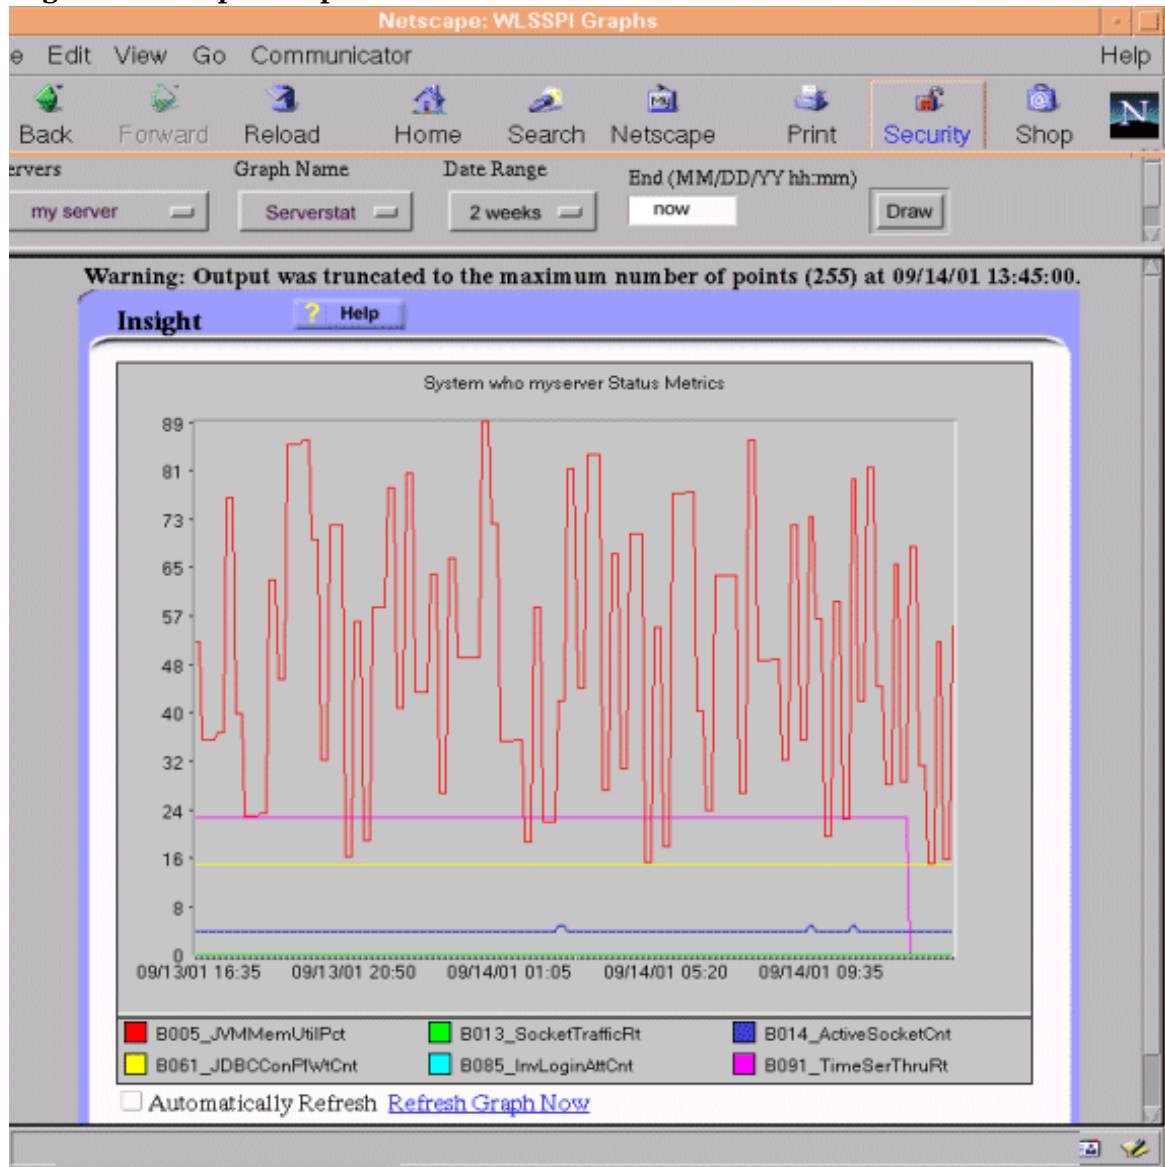 Netscape: WLSSPI Graphs
e Edit View Go Communicator Help
Back Forward Reload Home Search Netscape Print Security Shop
My
N
ervers Graph Name Date Range End (MM/DD/YY hh:mm)
my server Serverstat 2 weeks now Draw
Warning: Output was truncated to the maximum number of points (255) at 09/14/01 13:45:00.
Insight ? Help
System who myserver Status Metrics
89
81
73
65
57
48
40
32
24
16
8
0
09/13/01 16:35 09/13/01 20:50 09/14/01 01:05 09/14/01 05:20 09/14/01 09:35
B005_JVMMemUtilPct B013_SocketTrafficRt B014_ActiveSocketCnt
B061_JDBCConPlWtCnt B085_InvLoginAttCnt B091_TimeSerThruRt
Automatically Refresh Refresh Graph Now